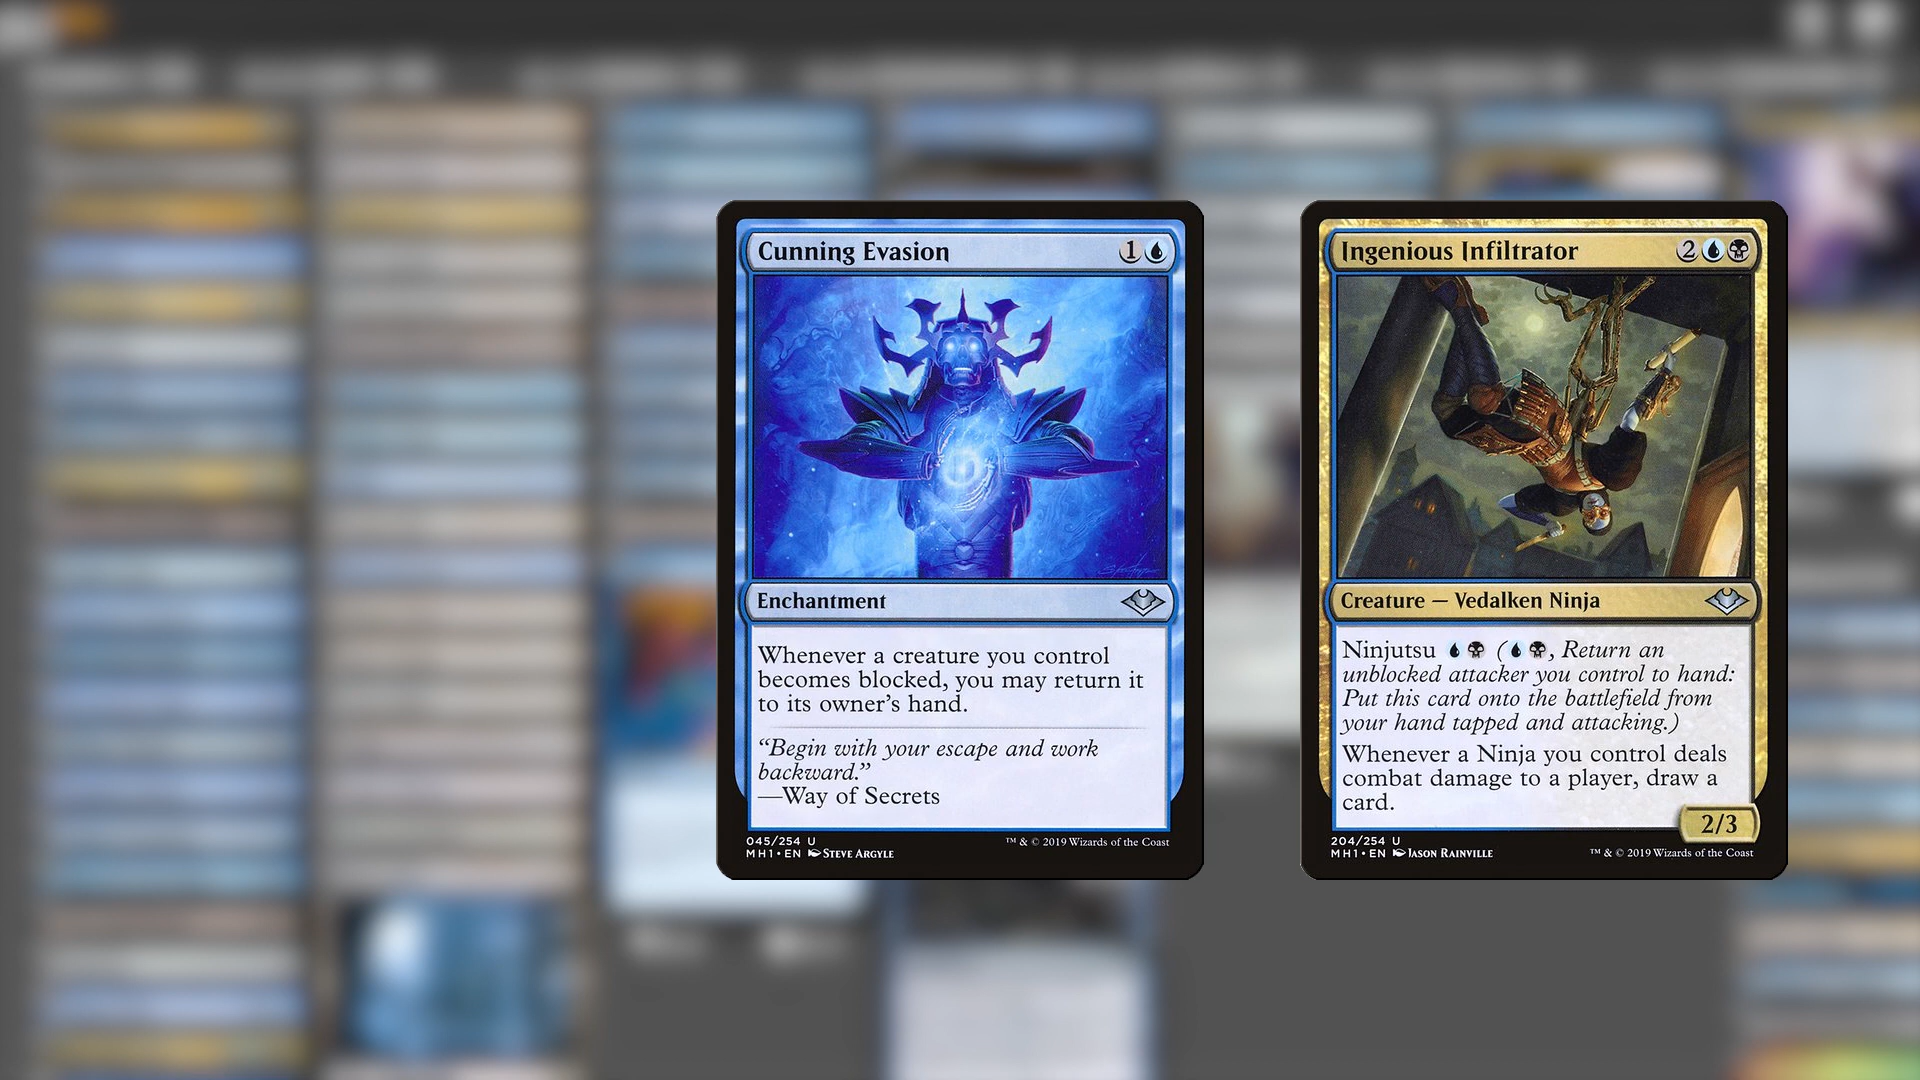 Cunning Evasion 1
Enchantment
Whenever a creature you control
becomes blocked, you may return it
to its owner's hand.
“Begin with your escape and work
backward.”
—Way of Secrets
045/254 U
MH1 • EN Steve Argyle
™ & © 2019 Wizards of the Coast
Ingenious Infiltrator 2
Creature — Vedalken Ninja
Ninjutsu (, Return an
unblocked attacker you control to hand:
Put this card onto the battlefield from
your hand tapped and attacking.)
Whenever a Ninja you control deals
combat damage to a player, draw a
card.
2/3
204/254 U
MH1 • EN Jason Rainville
™ & © 2019 Wizards of the Coast